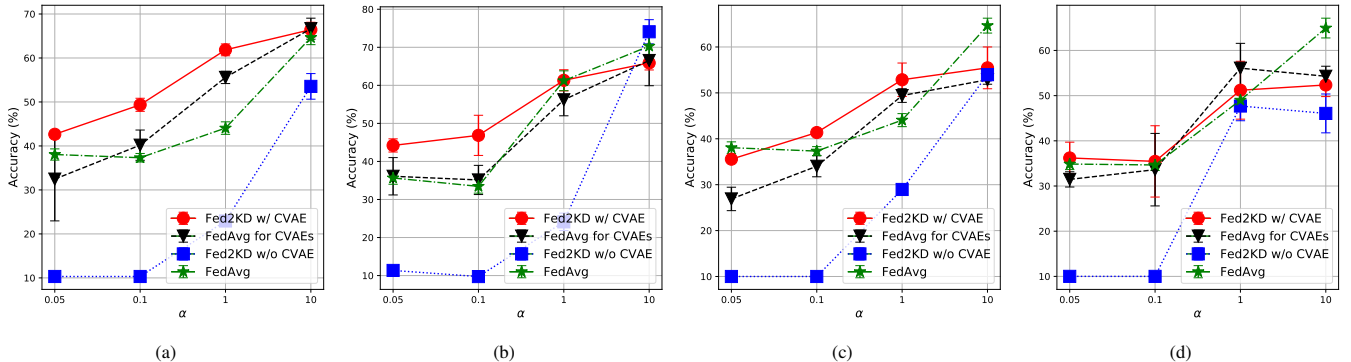 70
60
50
40
30
20
10
Accuracy (%)
0.05
0.1
1
10
α
Fed2KD w/ CVAE
FedAvg for CVAEs
Fed2KD w/o CVAE
FedAvg
(a)
80
70
60
50
40
30
20
10
Accuracy (%)
0.05
0.1
1
10
α
Fed2KD w/ CVAE
FedAvg for CVAEs
Fed2KD w/o CVAE
FedAvg
(b)
60
50
40
30
20
10
Accuracy (%)
0.05
0.1
1
10
α
Fed2KD w/ CVAE
FedAvg for CVAEs
Fed2KD w/o CVAE
FedAvg
(c)
60
50
40
30
20
10
Accuracy (%)
0.05
0.1
1
10
α
Fed2KD w/ CVAE
FedAvg for CVAEs
Fed2KD w/o CVAE
FedAvg
(d)